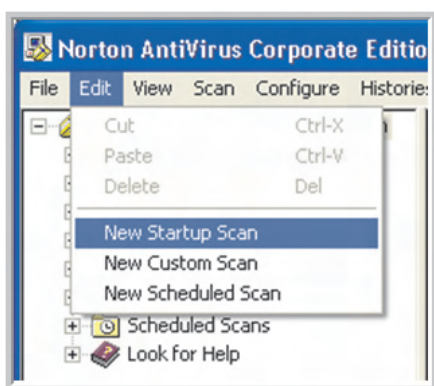 Norton AntiVirus Corporate Editio
File Edit View Scan Configure Histories
Cut Ctrl-X
Paste Ctrl-V
Delete Del
New Startup Scan
New Custom Scan
New Scheduled Scan
Scheduled Scans
Look for Help